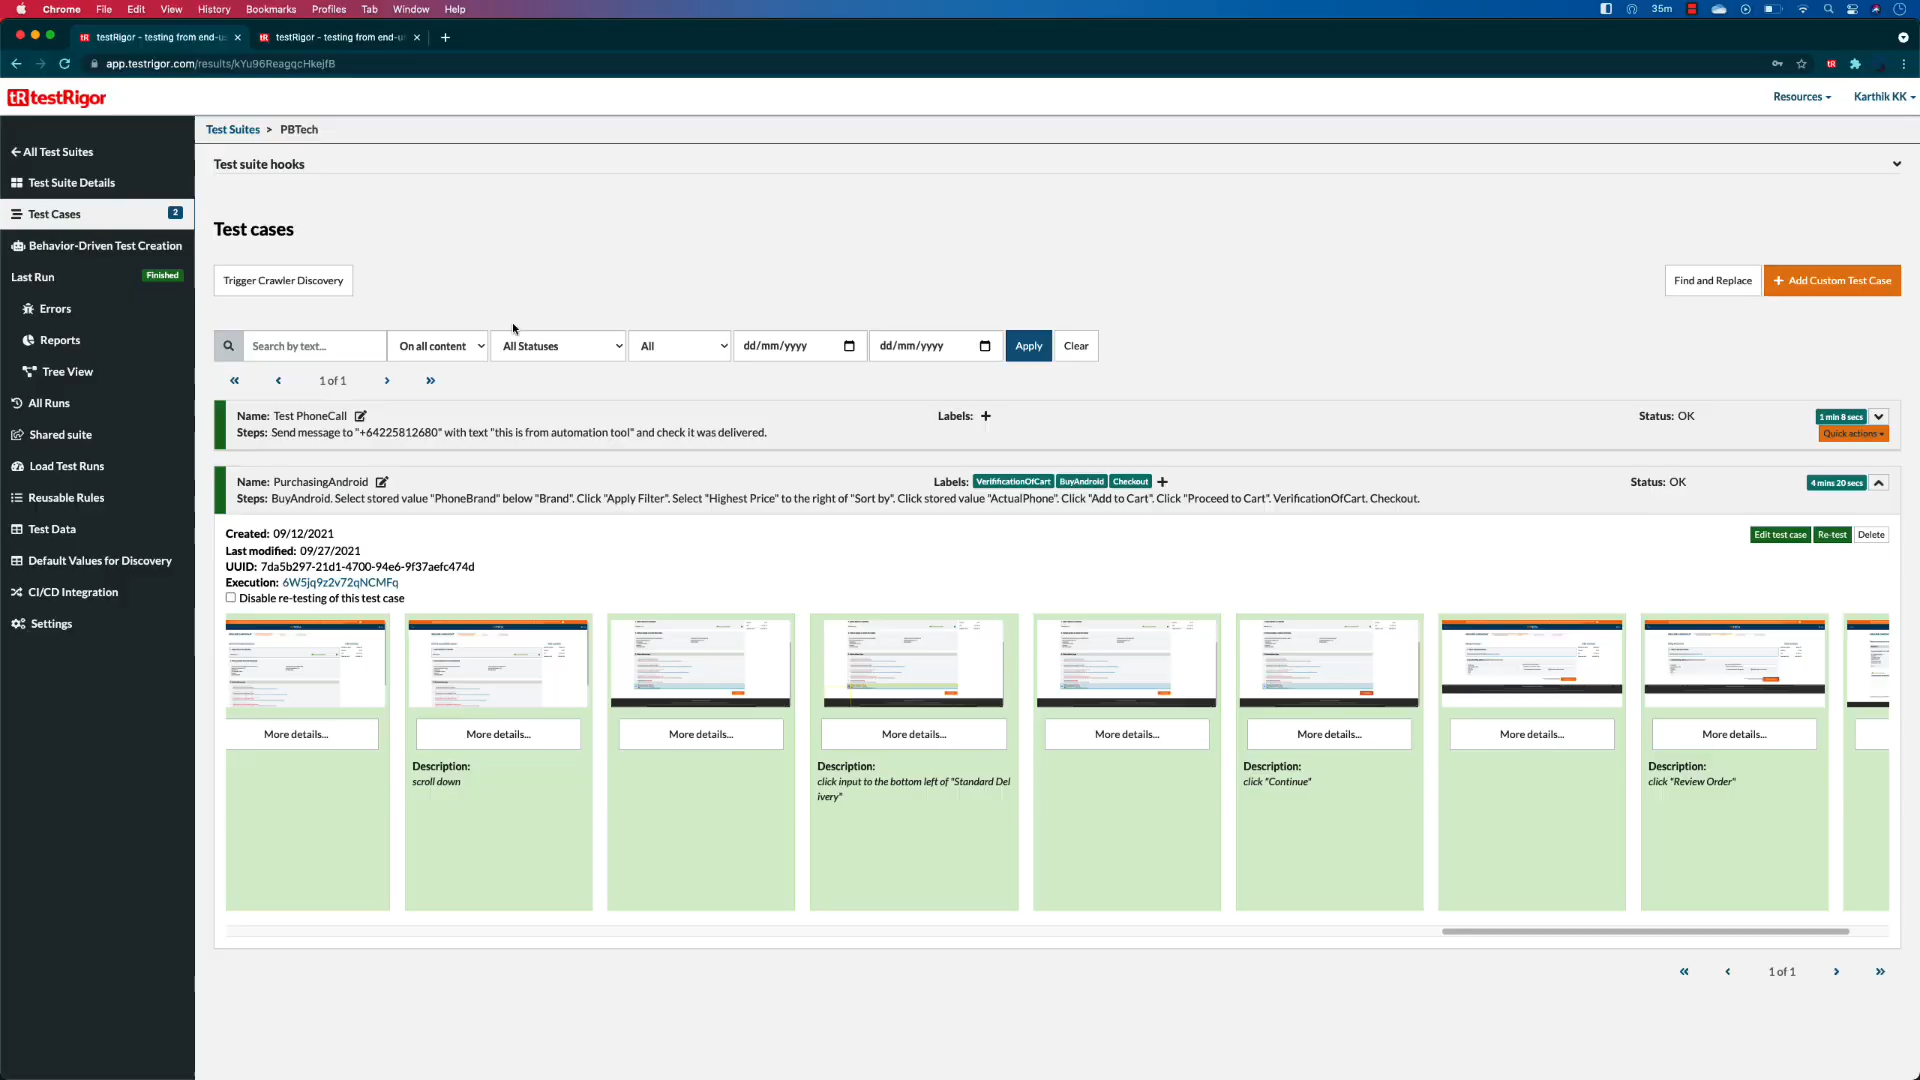 Chrome File Edit View History Bookmarks Profiles Tab Window Help 35m
testRigor - testing from end-u testRigor - testing from end-u
app.testrigor.com/results/kYu96ReagqcHkejfB
testRigor Resources Karthik KK
Test Suites > PBTech
All Test Suites
Test suite hooks
Test Suite Details
Test Cases 2
Test cases
Behavior-Driven Test Creation
Last Run Finished
Trigger Crawler Discovery Find and Replace + Add Custom Test Case
Errors
Reports
Search by text... On all content All Statuses All dd/mm/yyyy dd/mm/yyyy Apply Clear
Tree View
« ‹ 1 of 1 › »
All Runs
Name: Test PhoneCall Labels: + Status: OK 1 min 8 secs
Steps: Send message to "+64225812680" with text "this is from automation tool" and check it was delivered. Quick actions
Shared suite
Load Test Runs
Name: PurchasingAndroid Labels: VerififinationOfCart BuyAndroid Checkout + Status: OK 4 mins 20 secs
Steps: BuyAndroid. Select stored value "PhoneBrand" below "Brand". Click "Apply Filter". Select "Highest Price" to the right of "Sort by". Click stored value "ActualPhone". Click "Add to Cart". Click "Proceed to Cart". VerificationOfCart. Checkout.
Reusable Rules
Test Data
Created: 09/12/2021 Edit test case Re-test Delete
Last modified: 09/27/2021
Default Values for Discovery
UUID: 7da5b297-21d1-4700-94e6-9f37aefc474d
Execution: 6W5jq9z2v72qNCMFq
CI/CD Integration
Disable re-testing of this test case
Settings
More details... More details... More details... More details... More details... More details... More details... More details...
Description: Description: Description: Description:
scroll down click input to the bottom left of "Standard Del click "Continue" click "Review Order"
ivery"
« ‹ 1 of 1 › »